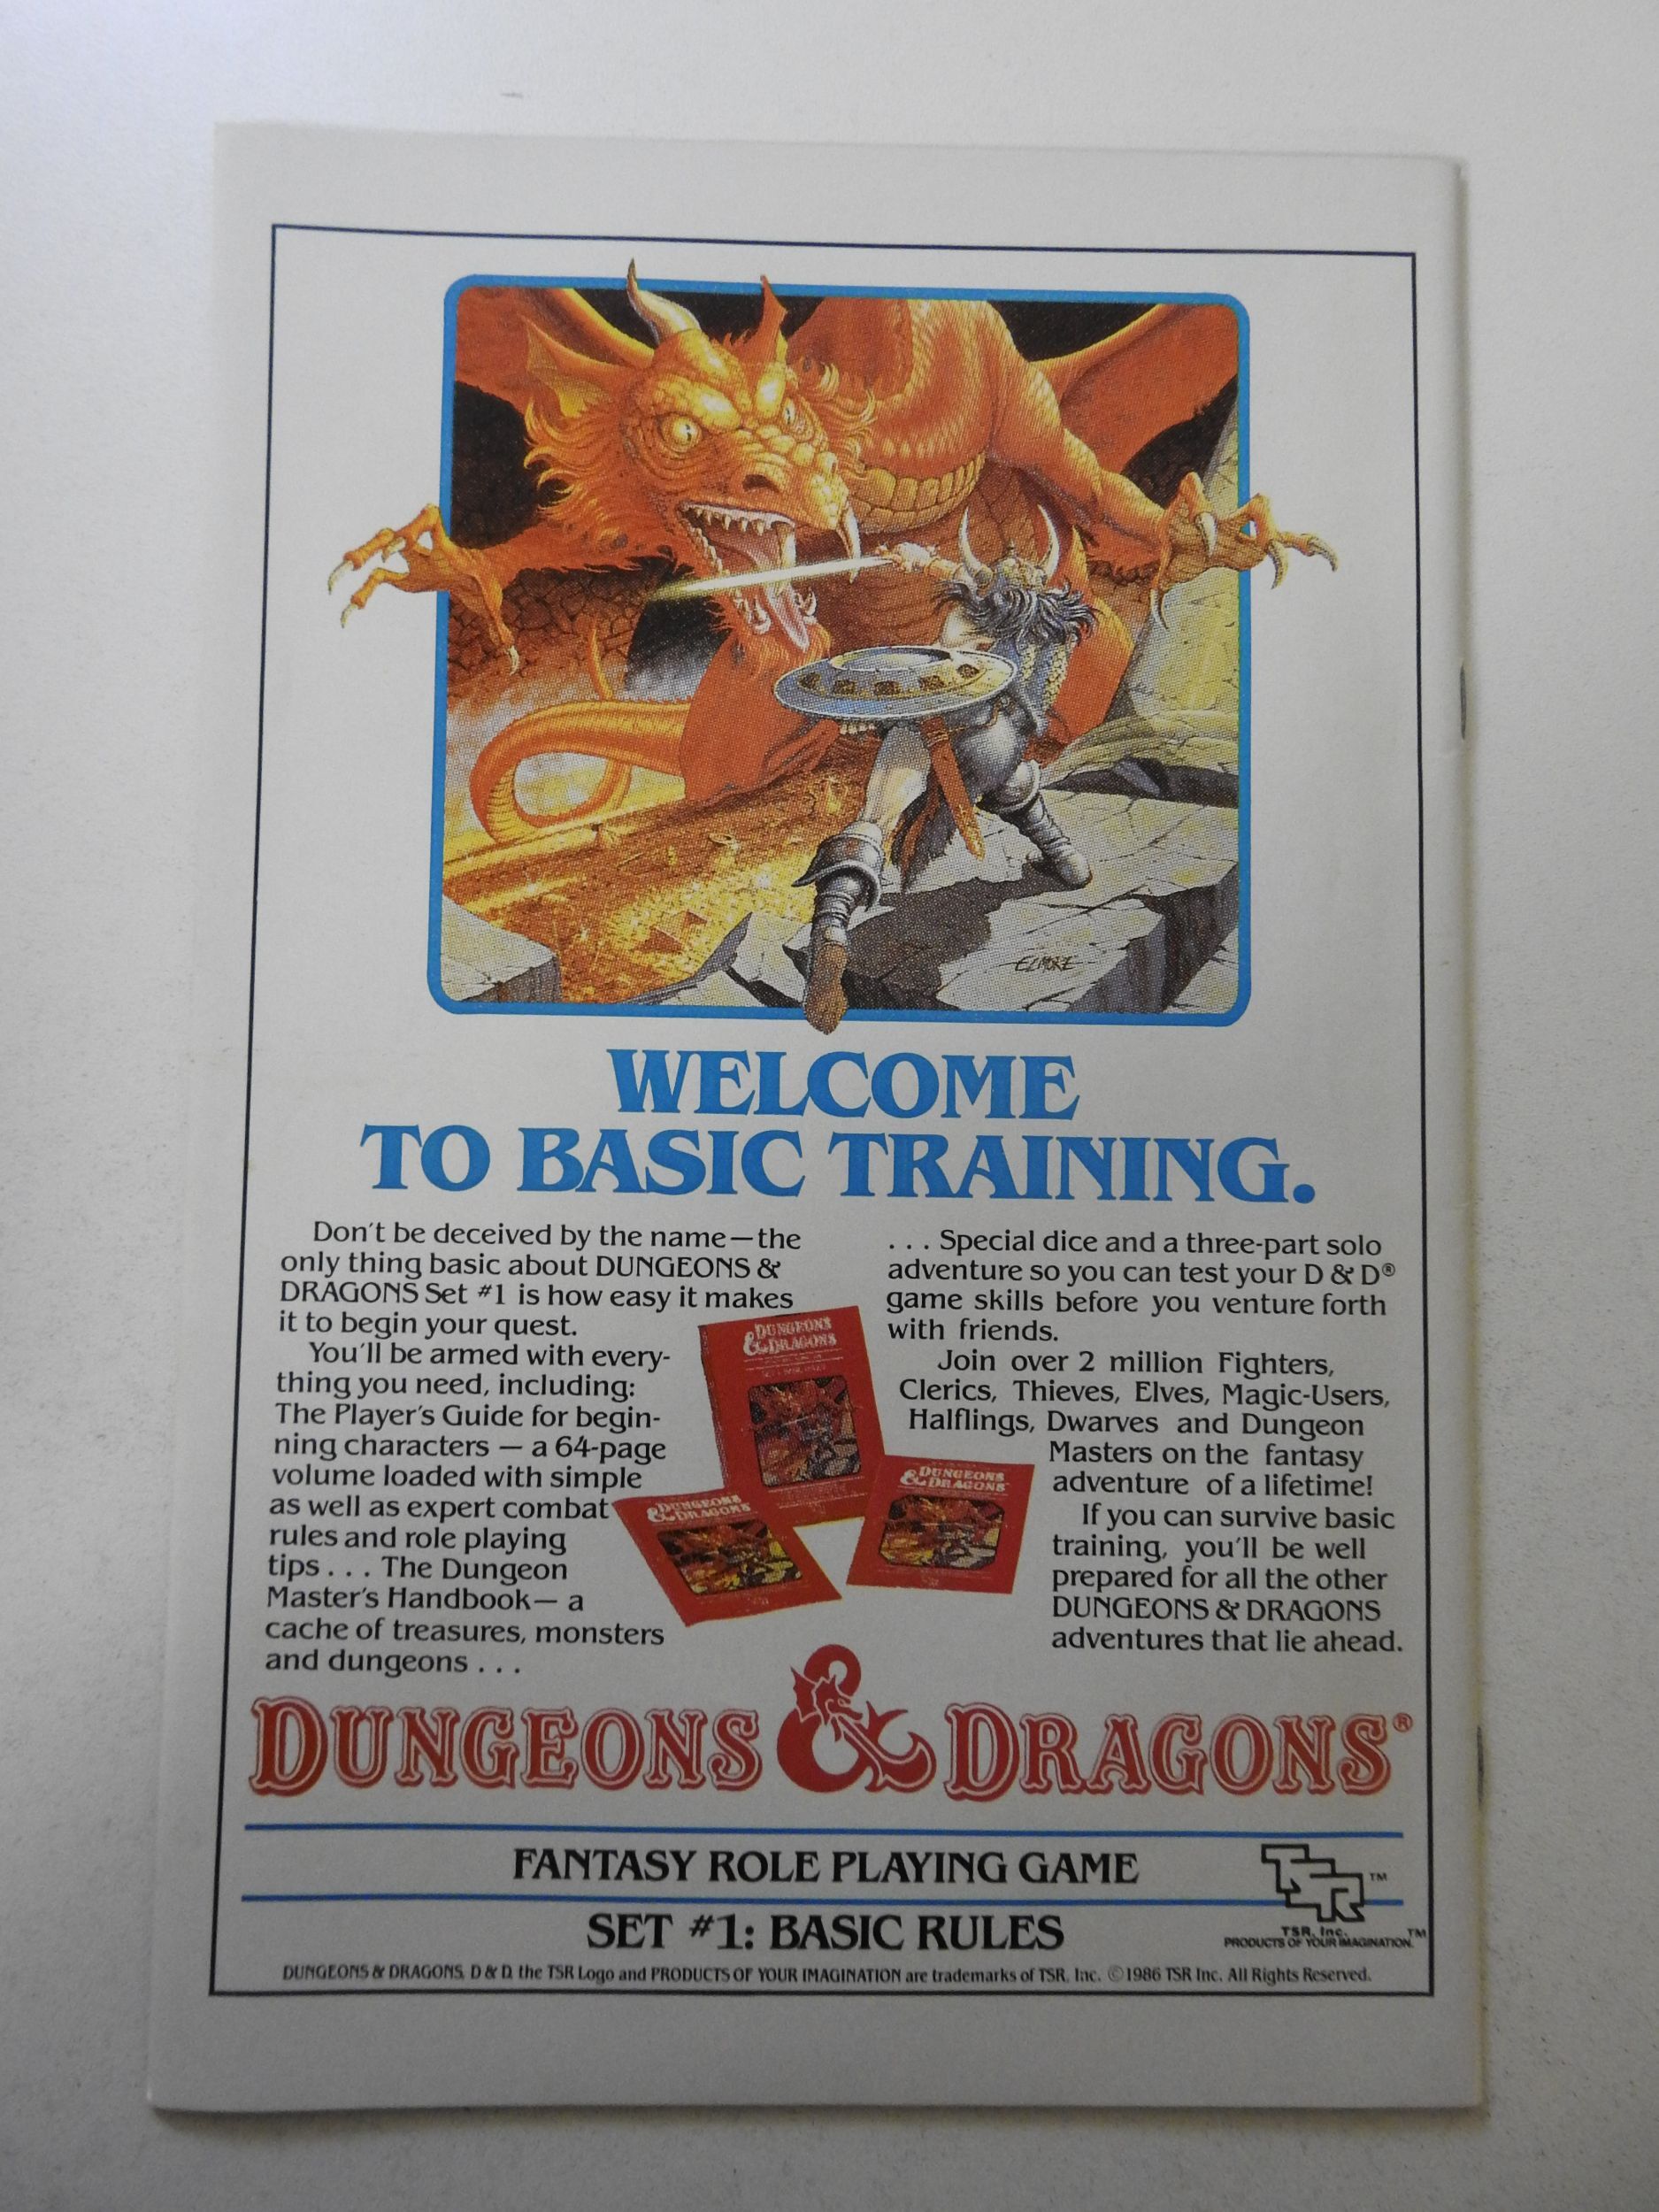 ELMORE
WELCOME
TO BASIC TRAINING.
Don't be deceived by the name—the
only thing basic about DUNGEONS &
DRAGONS Set #1 is how easy it makes
it to begin your quest.
You'll be armed with every-
thing you need, including:
The Player's Guide for begin-
ning characters — a 64-page
volume loaded with simple
as well as expert combat
rules and role playing
tips . . . The Dungeon
Master's Handbook— a
cache of treasures, monsters
and dungeons . . .
. . . Special dice and a three-part solo
adventure so you can test your D & D®
game skills before you venture forth
with friends.
Join over 2 million Fighters,
Clerics, Thieves, Elves, Magic-Users,
Halflings, Dwarves and Dungeon
Masters on the fantasy
adventure of a lifetime!
If you can survive basic
training, you'll be well
prepared for all the other
DUNGEONS & DRAGONS
adventures that lie ahead.
DUNGEONS
& DRAGONS
DUNGEONS
& DRAGONS
DUNGEONS
& DRAGONS
DUNGEONS & DRAGONS®
FANTASY ROLE PLAYING GAME
SET #1: BASIC RULES
TSR™
TSR, Inc.
PRODUCTS OF YOUR IMAGINATION.™
DUNGEONS & DRAGONS, D & D, the TSR Logo and PRODUCTS OF YOUR IMAGINATION are trademarks of TSR, Inc. ©1986 TSR Inc. All Rights Reserved.